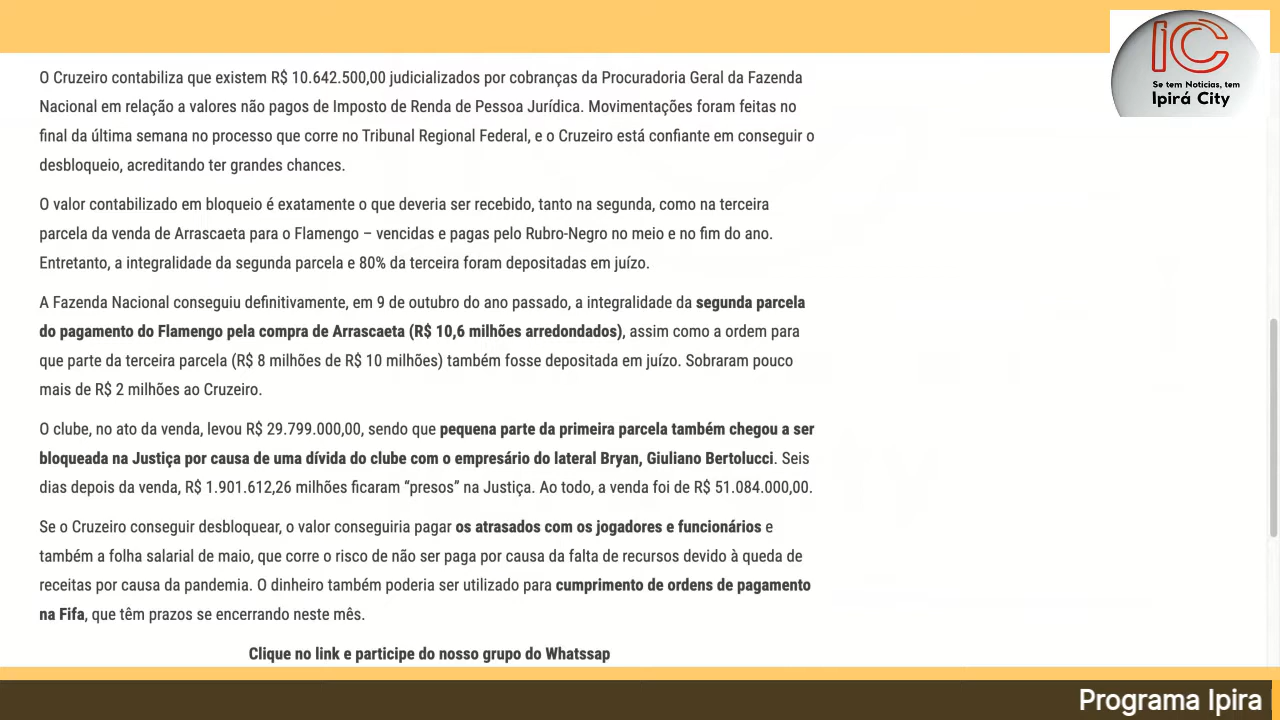 IC
Se tem Noticias, tem
Ipirá City
O Cruzeiro contabiliza que existem R$ 10.642.500,00 judicializados por cobranças da Procuradoria Geral da Fazenda
Nacional em relação a valores não pagos de Imposto de Renda de Pessoa Jurídica. Movimentações foram feitas no
final da última semana no processo que corre no Tribunal Regional Federal, e o Cruzeiro está confiante em conseguir o
desbloqueio, acreditando ter grandes chances.
O valor contabilizado em bloqueio é exatamente o que deveria ser recebido, tanto na segunda, como na terceira
parcela da venda de Arrascaeta para o Flamengo – vencidas e pagas pelo Rubro-Negro no meio e no fim do ano.
Entretanto, a integralidade da segunda parcela e 80% da terceira foram depositadas em juízo.
A Fazenda Nacional conseguiu definitivamente, em 9 de outubro do ano passado, a integralidade da segunda parcela
do pagamento do Flamengo pela compra de Arrascaeta (R$ 10,6 milhões arredondados), assim como a ordem para
que parte da terceira parcela (R$ 8 milhões de R$ 10 milhões) também fosse depositada em juízo. Sobraram pouco
mais de R$ 2 milhões ao Cruzeiro.
O clube, no ato da venda, levou R$ 29.799.000,00, sendo que pequena parte da primeira parcela também chegou a ser
bloqueada na Justiça por causa de uma dívida do clube com o empresário do lateral Bryan, Giuliano Bertolucci. Seis
dias depois da venda, R$ 1.901.612,26 milhões ficaram “presos” na Justiça. Ao todo, a venda foi de R$ 51.084.000,00.
Se o Cruzeiro conseguir desbloquear, o valor conseguiria pagar os atrasados com os jogadores e funcionários e
também a folha salarial de maio, que corre o risco de não ser paga por causa da falta de recursos devido à queda de
receitas por causa da pandemia. O dinheiro também poderia ser utilizado para cumprimento de ordens de pagamento
na Fifa, que têm prazos se encerrando neste mês.
Clique no link e participe do nosso grupo do Whatssap
Programa Ipira